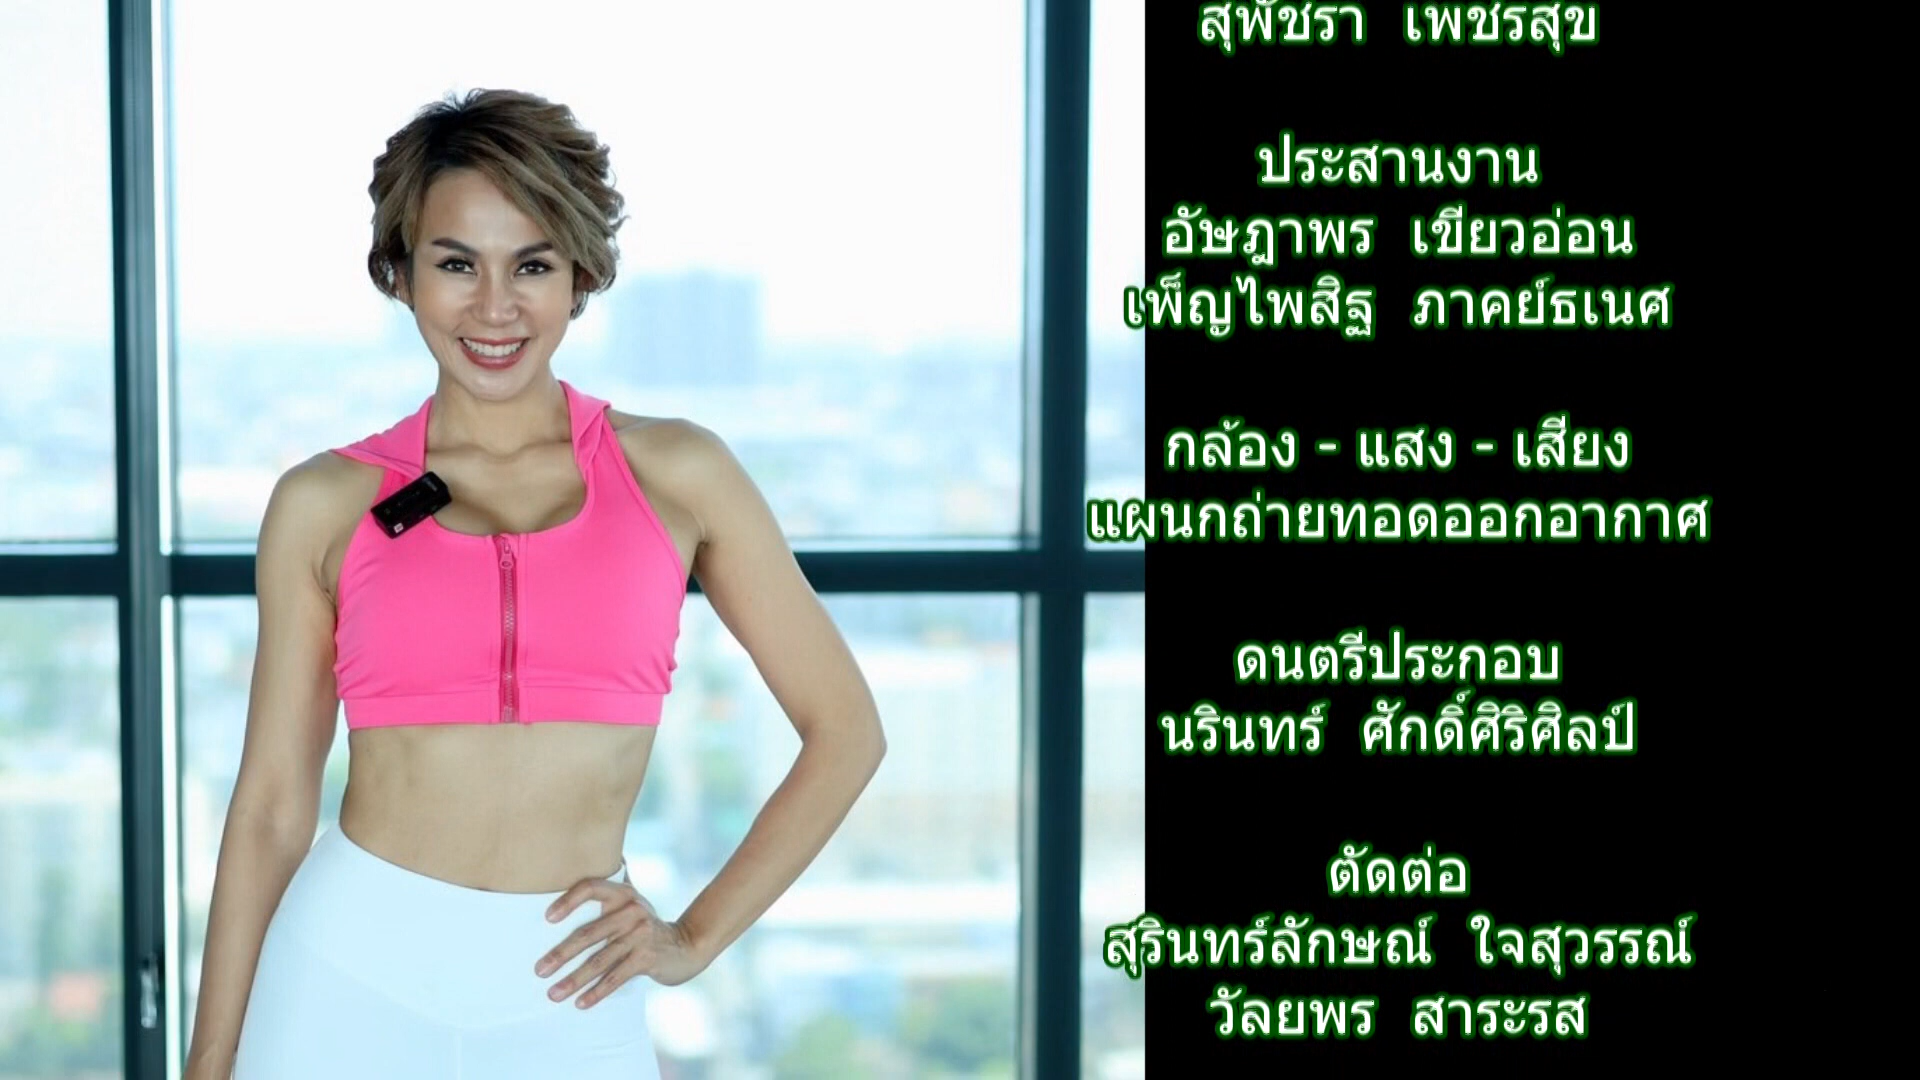 สุพัชรา เพชรสุข
ประสานงาน
อัษฎาพร เขียวอ่อน
เพ็ญไพสิฐ ภาคย์ธเนศ
กล้อง - แสง - เสียง
แผนกถ่ายทอดออกอากาศ
ดนตรีประกอบ
นรินทร์ ศักดิ์ศิริศิลป์
ตัดต่อ
สุรินทร์ลักษณ์ ใจสุวรรณ์
วัลยพร สาระรส